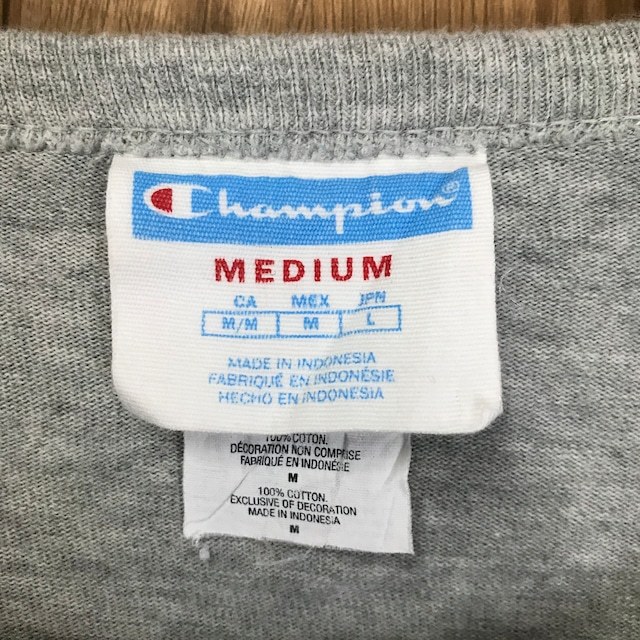 Champion®
MEDIUM
CA MEX JPN
M/M M L
MADE IN INDONESIA
FABRIQUÉ EN INDONÉSIE
HECHO EN INDONESIA
100% COTON.
DÉCORATION NON COMPRISE
FABRIQUÉ EN INDONÉSIE
M
100% COTTON.
EXCLUSIVE OF DECORATION
MADE IN INDONESIA
M